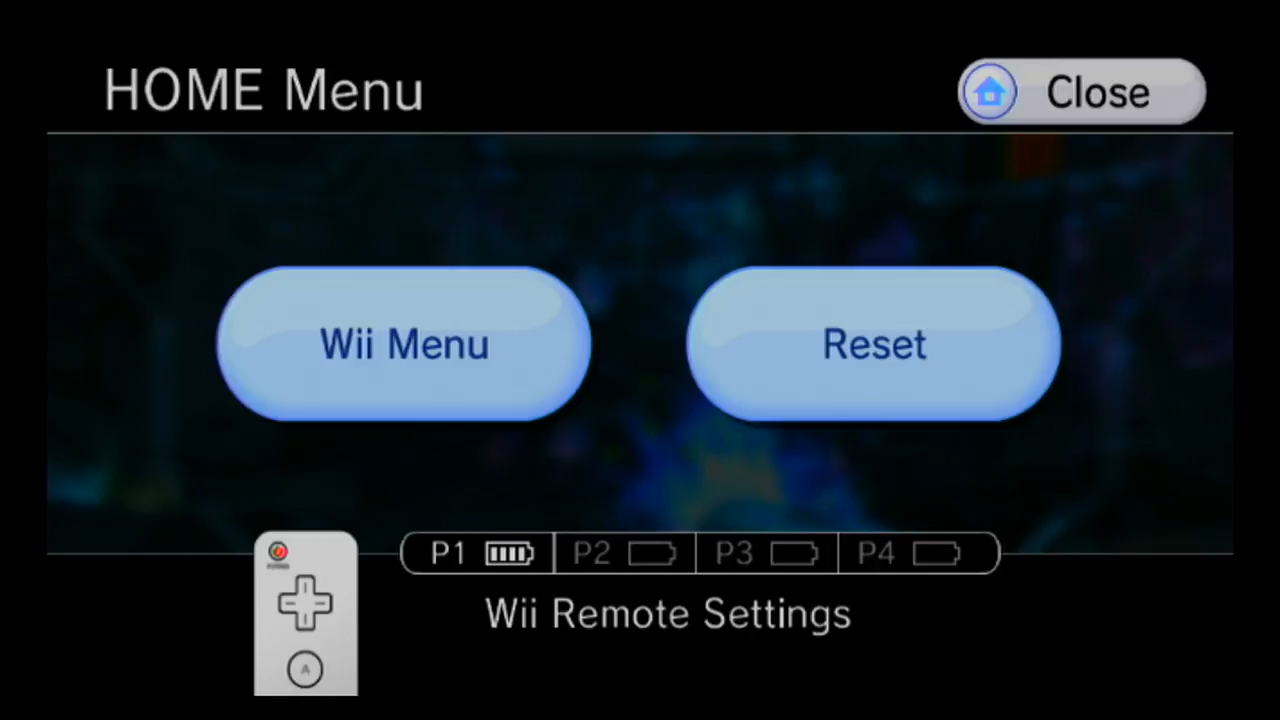 HOME Menu
Close
Wii Menu
Reset
P1 P2 P3 P4
Wii Remote Settings
A